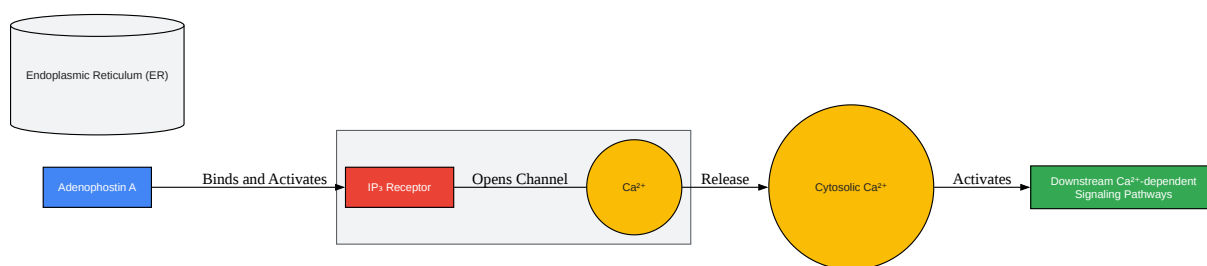 Endoplasmic Reticulum (ER)
Adenophostin A
Binds and Activates
IP₃ Receptor
Opens Channel
Ca²⁺
Release
Cytosolic Ca²⁺
Activates
Downstream Ca²⁺-dependent
Signaling Pathways